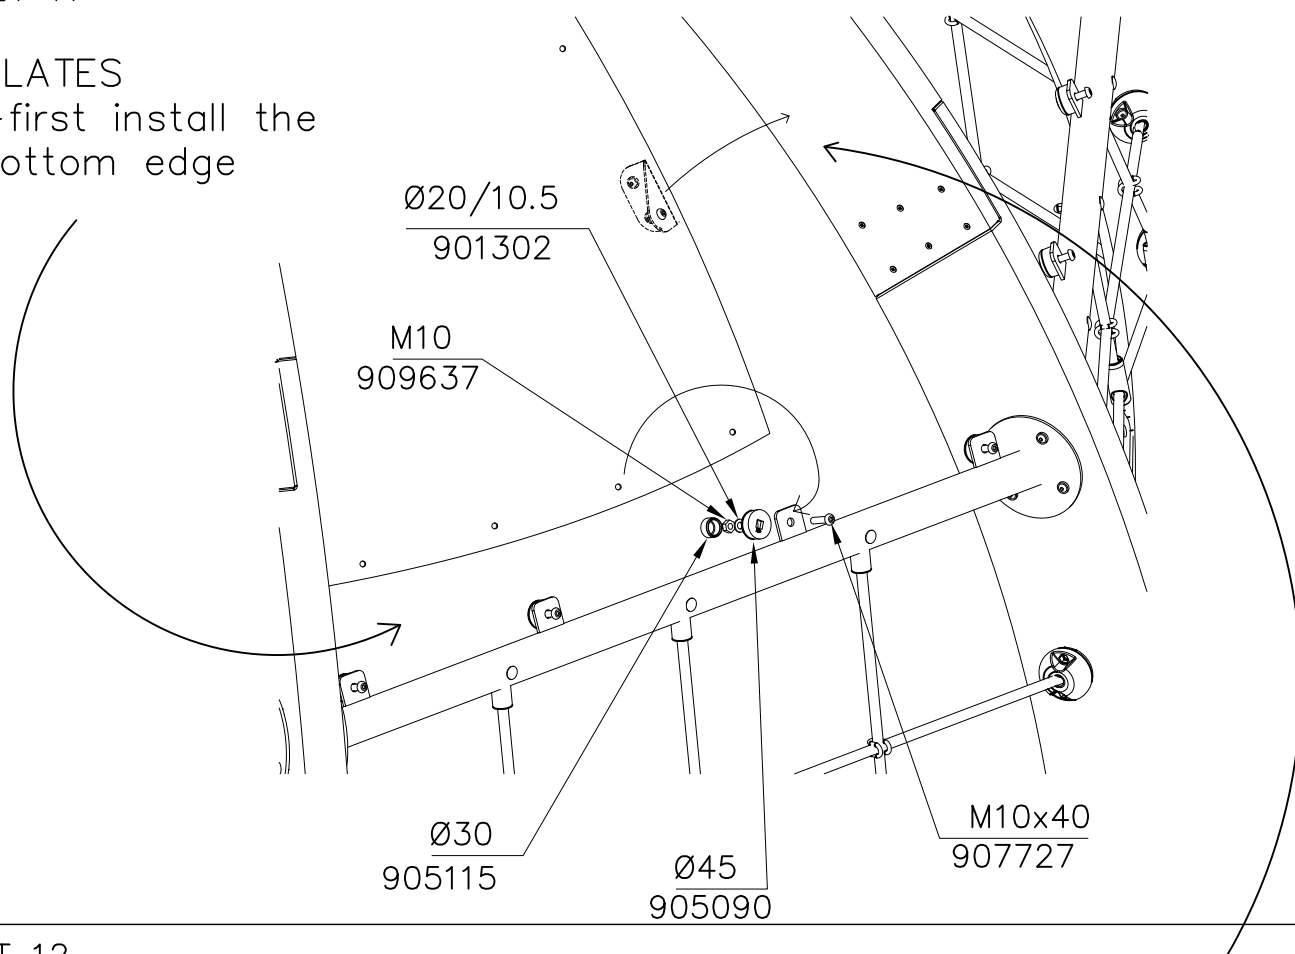 LATES
-first install the
ottom edge
Ø20/10.5
901302
M10
909637
Ø30
905115
Ø45
905090
M10x40
907727